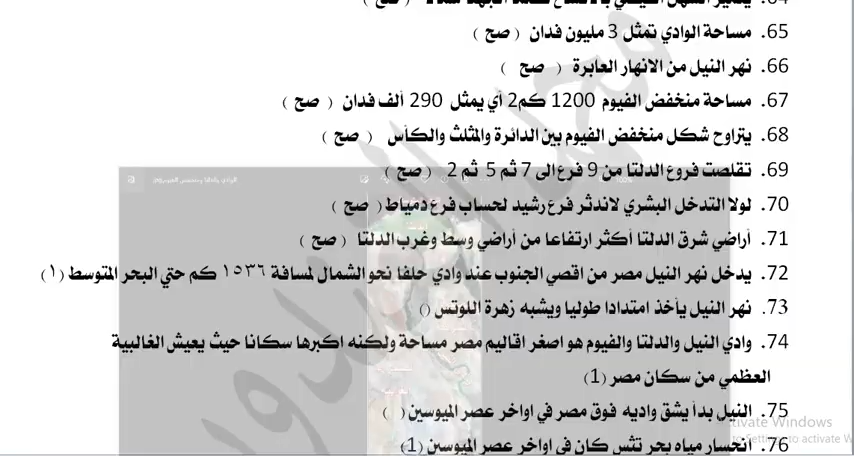 65. مساحة الوادي تمثل 3 مليون فدان ( صح )
66. نهر النيل من الانهار العابرة ( صح )
67. مساحة منخفض الفيوم 1200 كم2 أي يمثل 290 ألف فدان ( صح )
68. يتراوح شكل منخفض الفيوم بين الدائرة والمثلث والكأس ( صح )
69. تقلصت فروع الدلتا من 9 فرع الى 7 ثم 5 ثم 2 ( صح )
70. لولا التدخل البشري لاندثر فرع رشيد لحساب فرع دمياط ( صح )
71. أراضي شرق الدلتا أكثر ارتفاعا من أراضي وسط وغرب الدلتا ( صح )
72. يدخل نهر النيل مصر من اقصي الجنوب عند وادي حلفا نحو الشمال لمسافة ١٥٣٦ كم حتي البحر المتوسط (١)
73. نهر النيل يأخذ امتدادا طوليا ويشبه زهرة اللوتس ()
74. وادي النيل والدلتا والفيوم هو اصغر اقاليم مصر مساحة ولكنه اكبرها سكانا حيث يعيش الغالبية
العظمي من سكان مصر (1)
75. النيل بدأ يشق واديه فوق مصر في اواخر عصر الميوسين ( )
76. انحسار مياه بحر تثس كان في اواخر عصر الميوسين (1)